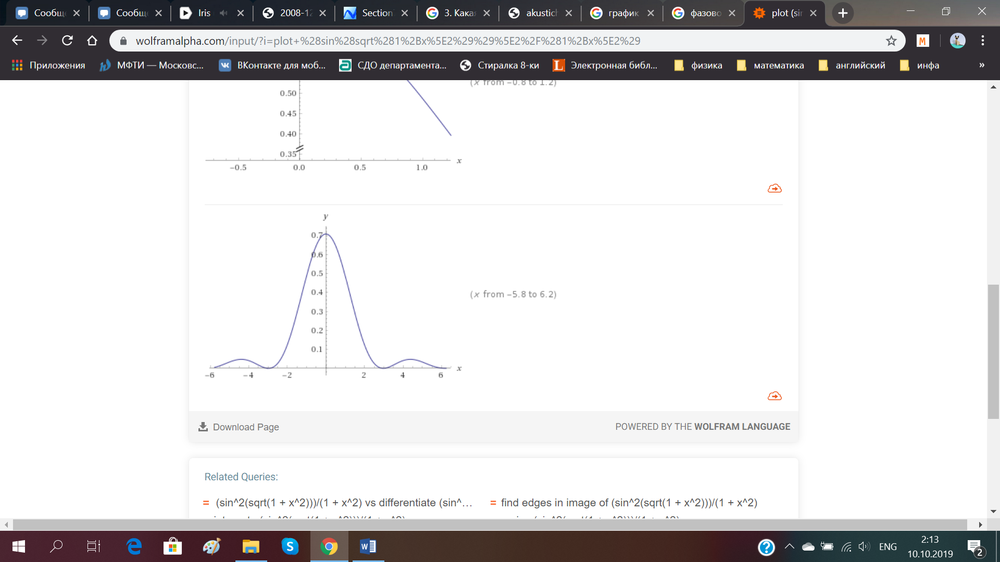 Сообщ Сообщ Iris 2008-12 Section 3. Кака akustich график фазово plot (sin
wolframalpha.com/input/?i=plot+%28sin%28sqrt%281%2Bx%5E2%29%29%5E2%2F%281%2Bx%5E2%29
M
Приложения МФТИ — Московс... ВКонтакте для моб... СДО департамента... Стиралка 8-ки Электронная библ... физика математика английский инфа »
(x from −0.8 to 1.2)
0.50
0.45
0.40
0.35
x
−0.5 0.0 0.5 1.0
y
0.7
0.6
0.5
0.4
(x from −5.8 to 6.2)
0.3
0.2
0.1
x
−6 −4 −2 2 4 6
Download Page POWERED BY THE WOLFRAM LANGUAGE
Related Queries:
= (sin^2(sqrt(1 + x^2)))/(1 + x^2) vs differentiate (sin^... = find edges in image of (sin^2(sqrt(1 + x^2)))/(1 + x^2)
2:13
ENG
10.10.2019
2